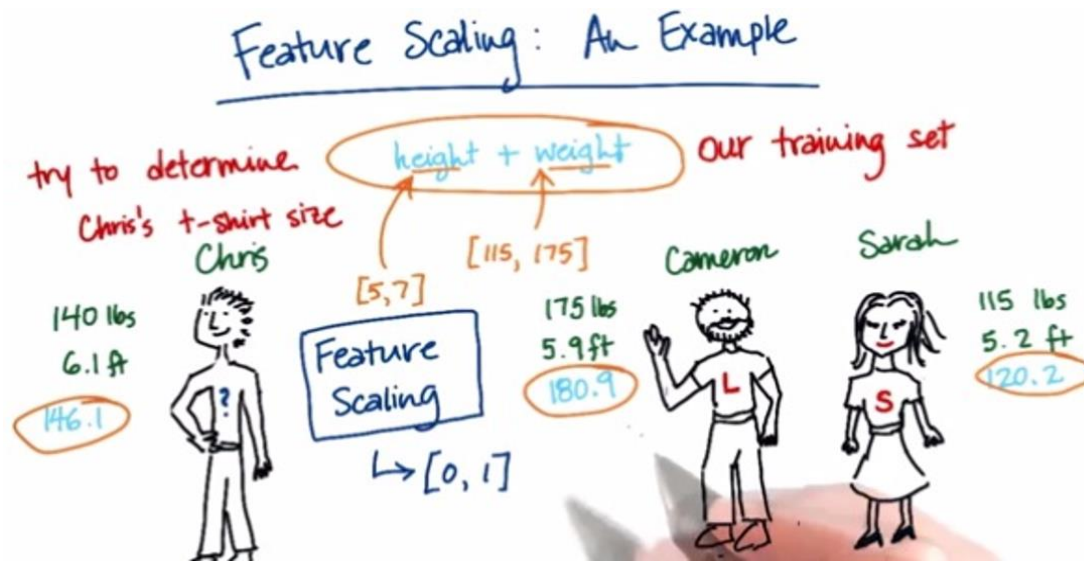 Feature Scaling: An Example
try to determine height + weight our training set
Chris's t-shirt size
Chris
[5,7]
[115, 175]
Cameron
Sarah
140 lbs
6.1 ft
146.1
?
Feature
Scaling
↳ [0, 1]
175 lbs
5.9 ft
180.9
L
S
115 lbs
5.2 ft
120.2